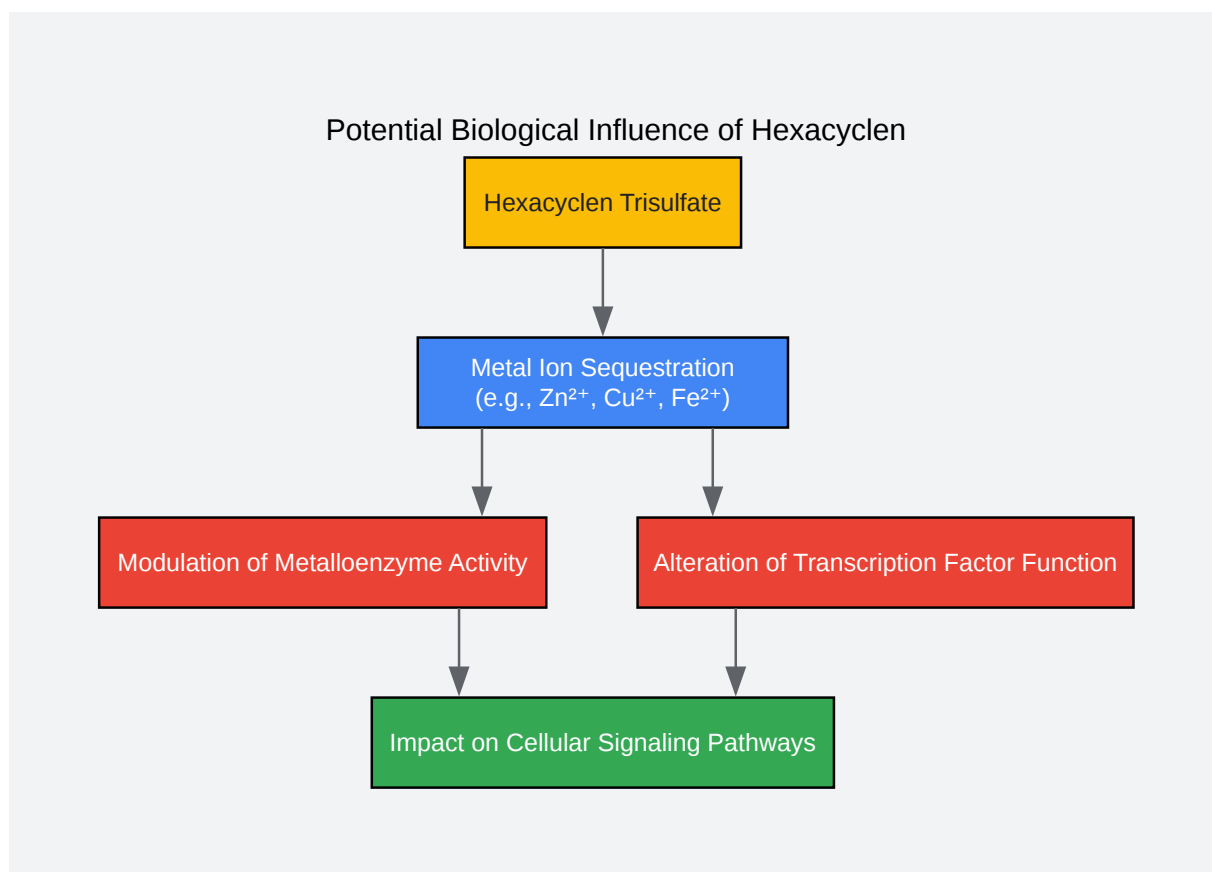 Potential Biological Influence of Hexacyclen
Hexacyclen Trisulfate
Metal Ion Sequestration
(e.g., Zn²⁺, Cu²⁺, Fe²⁺)
Modulation of Metalloenzyme Activity
Alteration of Transcription Factor Function
Impact on Cellular Signaling Pathways